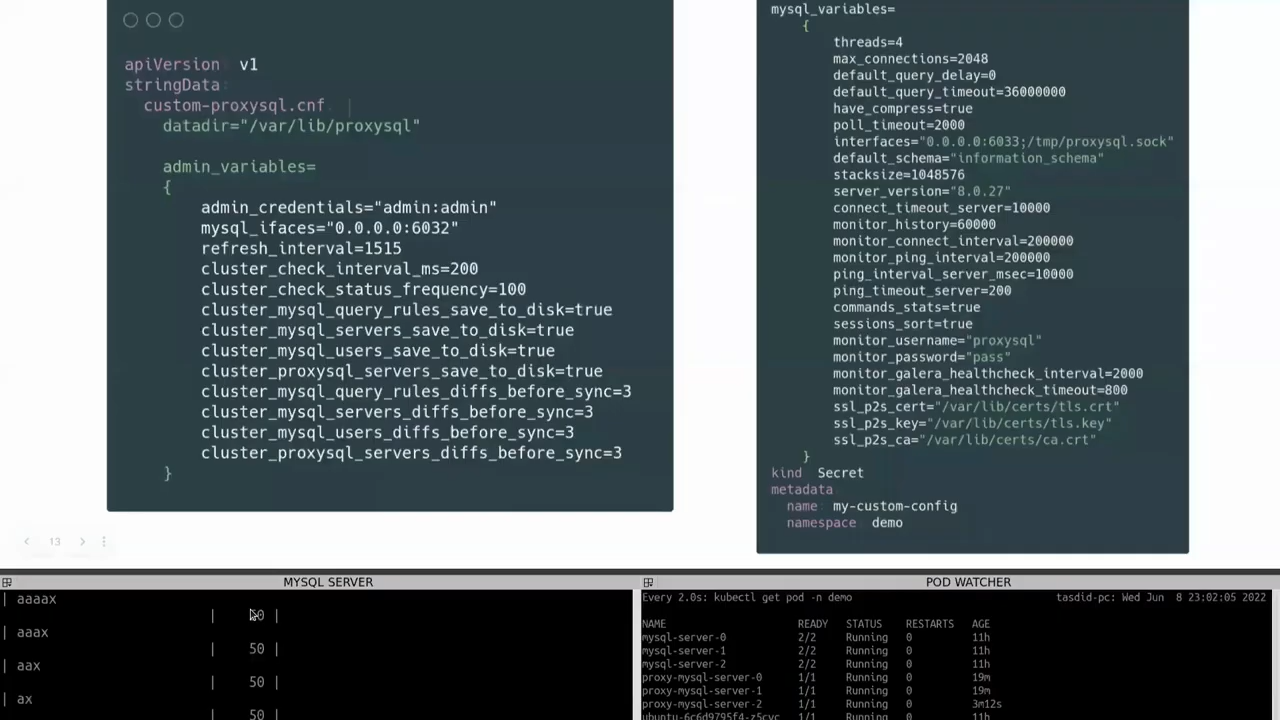 apiVersion v1
stringData:
custom-proxysql.cnf |
datadir="/var/lib/proxysql"
admin_variables=
{
admin_credentials="admin:admin"
mysql_ifaces="0.0.0.0:6032"
refresh_interval=1515
cluster_check_interval_ms=200
cluster_check_status_frequency=100
cluster_mysql_query_rules_save_to_disk=true
cluster_mysql_servers_save_to_disk=true
cluster_mysql_users_save_to_disk=true
cluster_proxysql_servers_save_to_disk=true
cluster_mysql_query_rules_diffs_before_sync=3
cluster_mysql_servers_diffs_before_sync=3
cluster_mysql_users_diffs_before_sync=3
cluster_proxysql_servers_diffs_before_sync=3
}
mysql_variables=
{
threads=4
max_connections=2048
default_query_delay=0
default_query_timeout=36000000
have_compress=true
poll_timeout=2000
interfaces="0.0.0.0:6033;/tmp/proxysql.sock"
default_schema="information_schema"
stacksize=1048576
server_version="8.0.27"
connect_timeout_server=10000
monitor_history=60000
monitor_connect_interval=200000
monitor_ping_interval=200000
ping_interval_server_msec=10000
ping_timeout_server=200
commands_stats=true
sessions_sort=true
monitor_username="proxysql"
monitor_password="pass"
monitor_galera_healthcheck_interval=2000
monitor_galera_healthcheck_timeout=800
ssl_p2s_cert="/var/lib/certs/tls.crt"
ssl_p2s_key="/var/lib/certs/tls.key"
ssl_p2s_ca="/var/lib/certs/ca.crt"
}
kind Secret
metadata
name my-custom-config
namespace demo
13
MYSQL SERVER
| aaaax
| 50 |
| aaax
| 50 |
| aax
| 50 |
| ax
| 50 |
POD WATCHER
Every 2.0s: kubectl get pod -n demo tasdid-pc: Wed Jun 8 23:02:05 2022
NAME READY STATUS RESTARTS AGE
mysql-server-0 2/2 Running 0 11h
mysql-server-1 2/2 Running 0 11h
mysql-server-2 2/2 Running 0 11h
proxy-mysql-server-0 1/1 Running 0 19m
proxy-mysql-server-1 1/1 Running 0 19m
proxy-mysql-server-2 1/1 Running 0 3m12s
ubuntu-6c6d9795f4-z5cvc 1/1 Running 0 11h